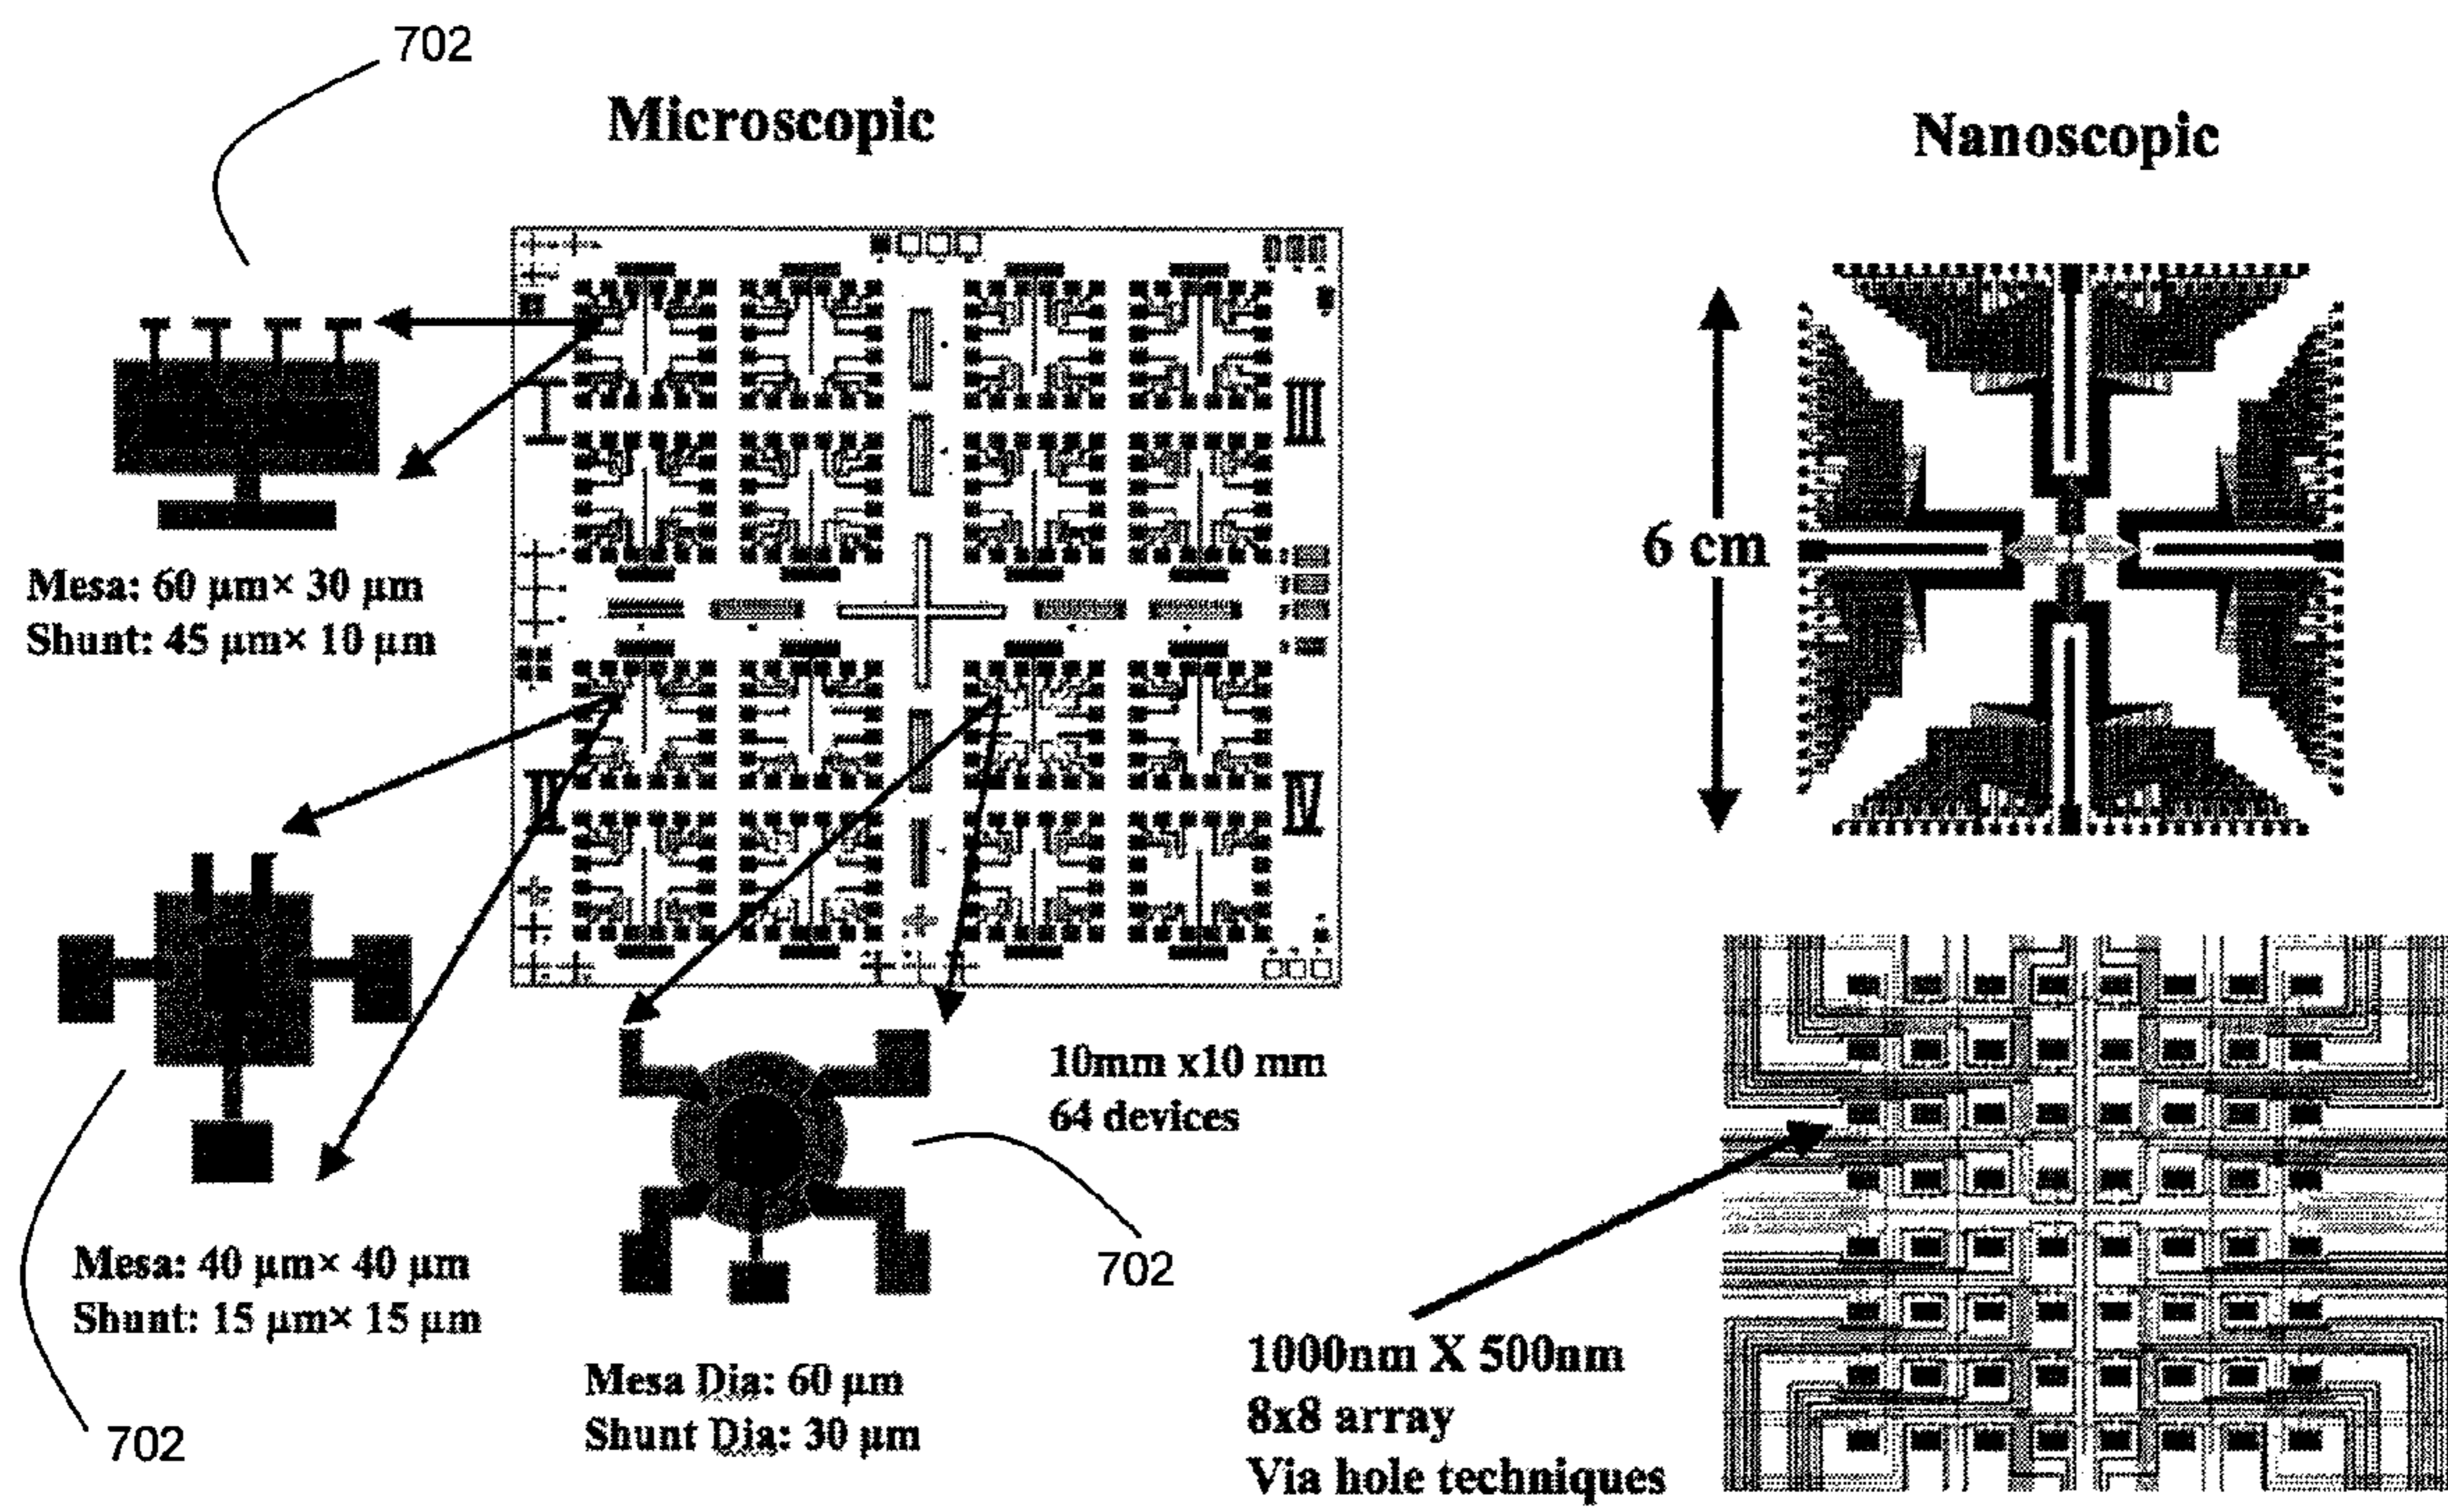 702
Microscopic
Nanoscopic
I
III
6 cm
Mesa: 60 μm× 30 μm
Shunt: 45 μm× 10 μm
II
IV
10mm x10 mm
64 devices
Mesa: 40 μm× 40 μm
Shunt: 15 μm× 15 μm
702
702
Mesa Dia: 60 μm
Shunt Dia: 30 μm
1000nm X 500nm
8x8 array
Via hole techniques